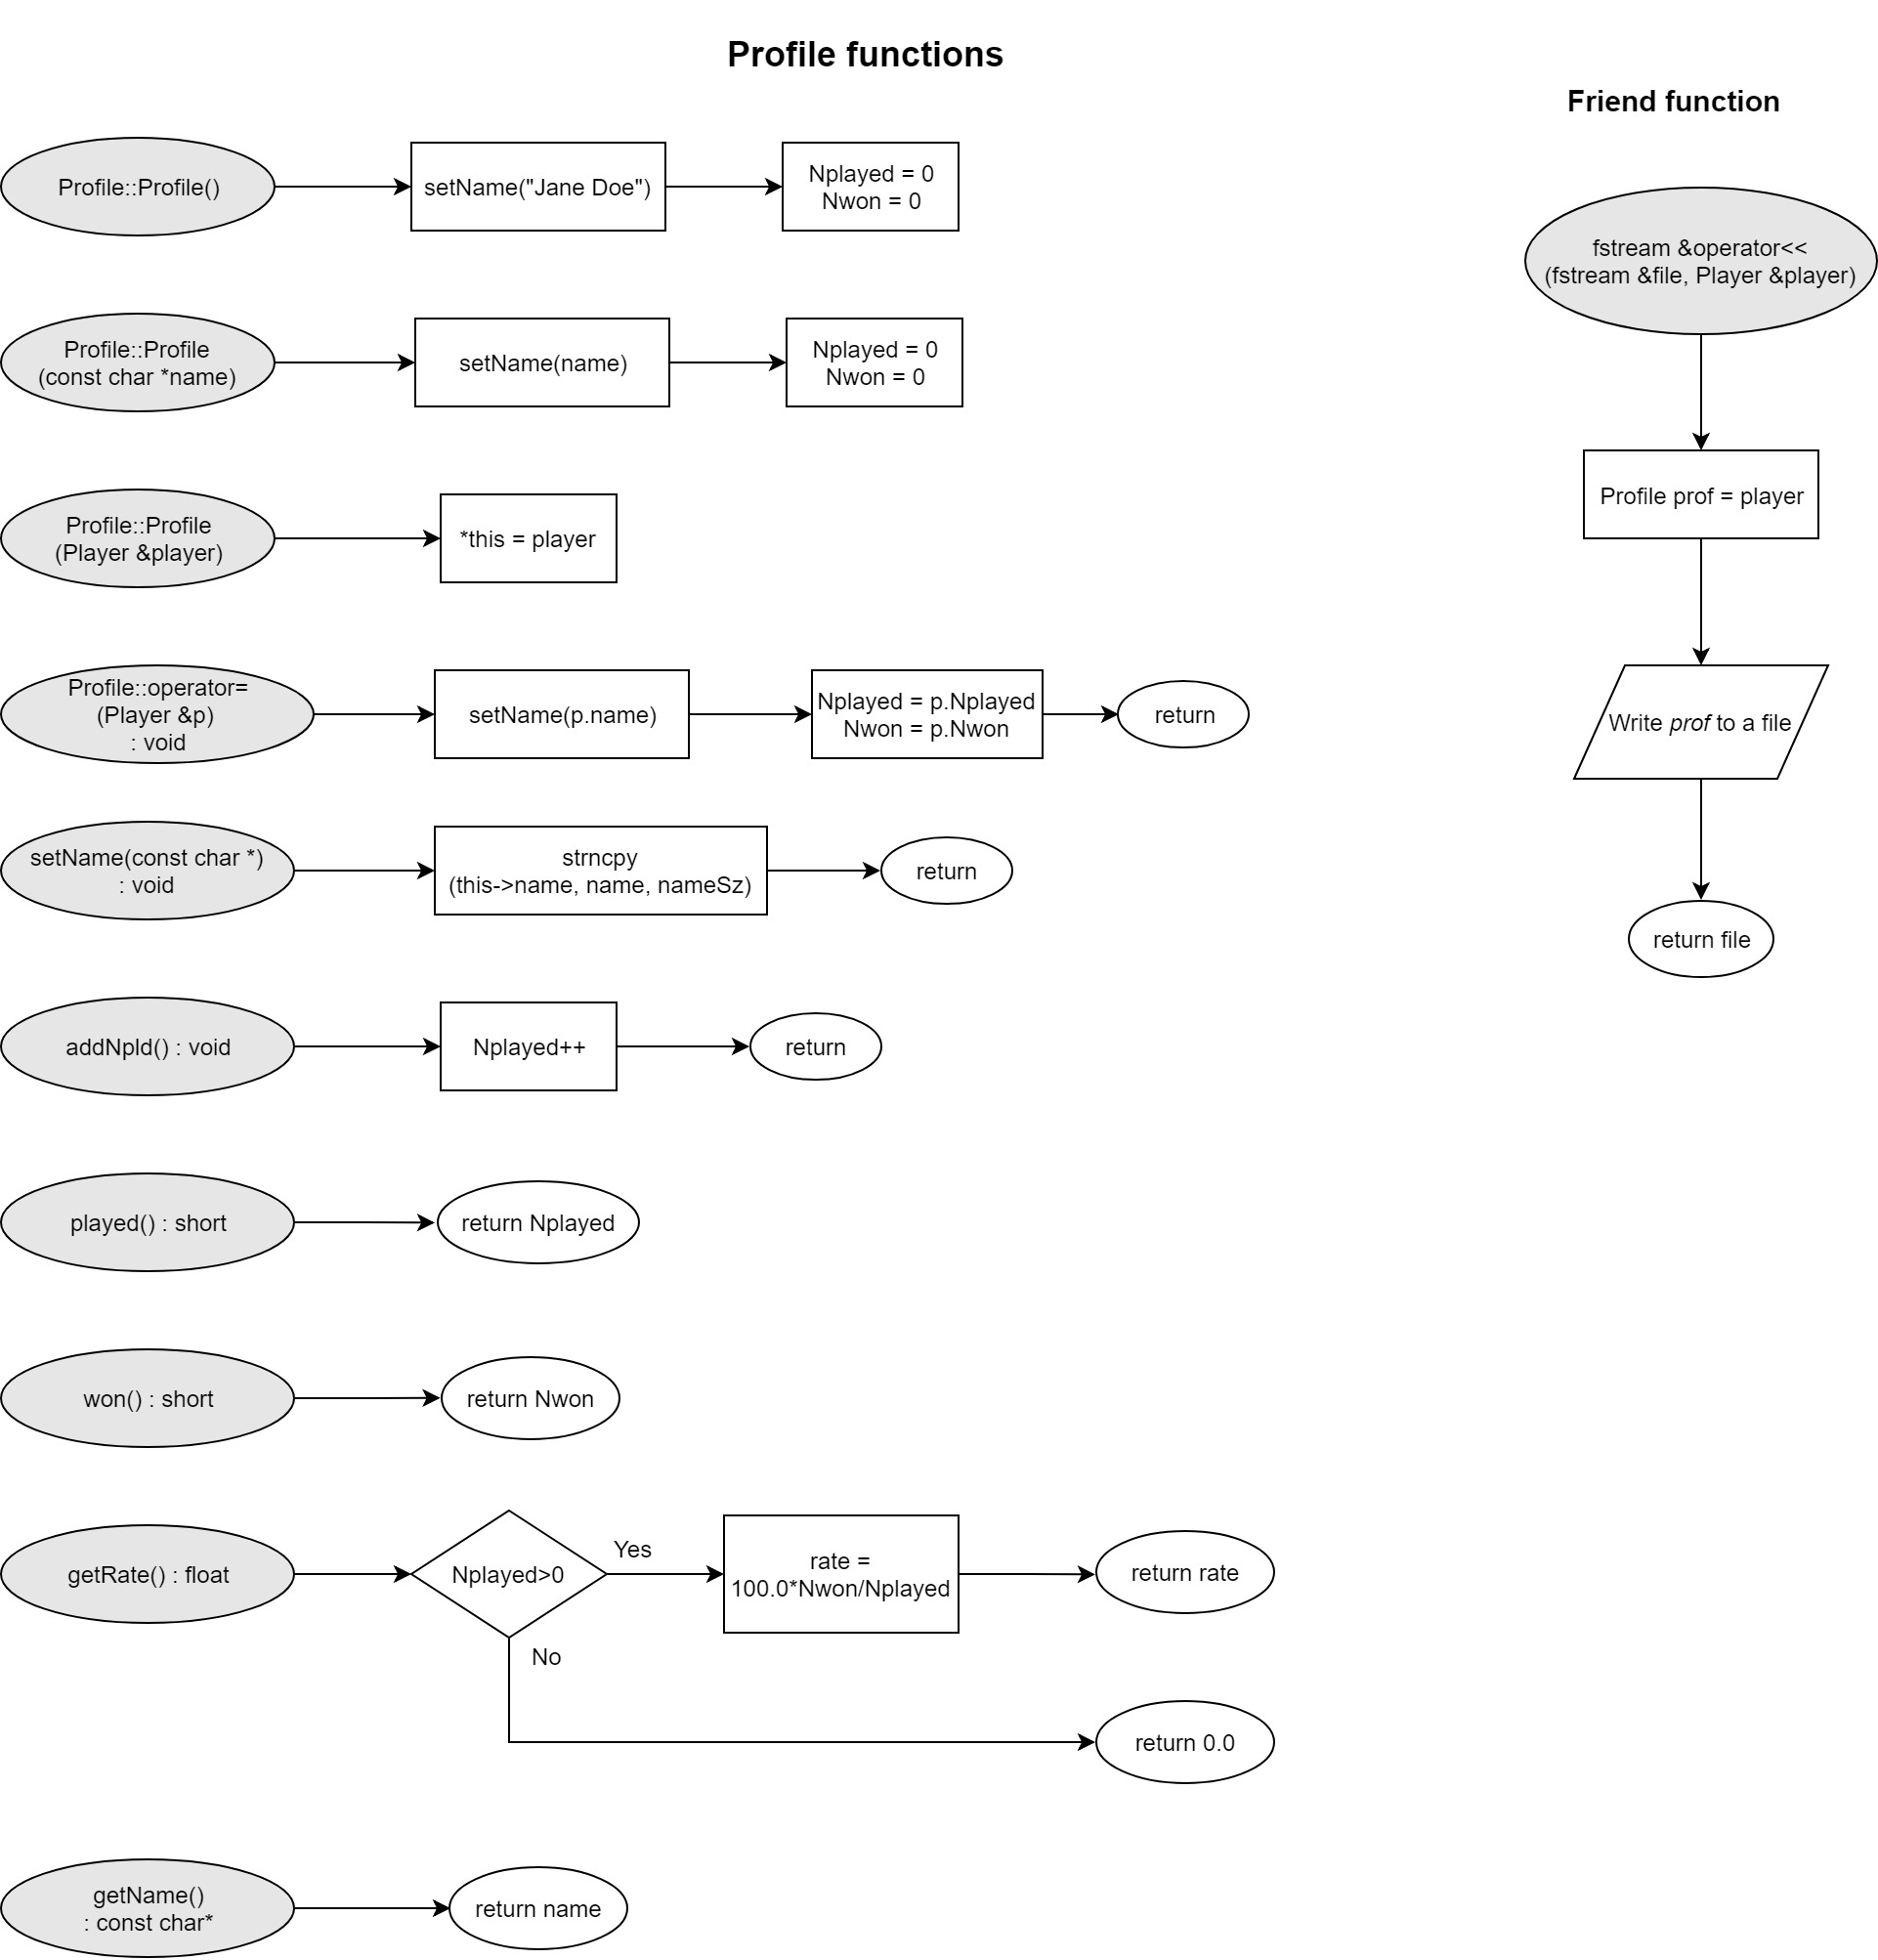 Profile functions
Friend function
Profile::Profile()
setName("Jane Doe")
Nplayed = 0
Nwon = 0
fstream &operator<<
(fstream &file, Player &player)
Profile::Profile
(const char *name)
setName(name)
Nplayed = 0
Nwon = 0
Profile prof = player
Profile::Profile
(Player &player)
*this = player
Profile::operator=
(Player &p)
: void
setName(p.name)
Nplayed = p.Nplayed
Nwon = p.Nwon
return
Write prof to a file
setName(const char *)
: void
strncpy
(this->name, name, nameSz)
return
return file
addNpld() : void
Nplayed++
return
played() : short
return Nplayed
won() : short
return Nwon
getRate() : float
Nplayed>0
Yes
rate =
100.0*Nwon/Nplayed
return rate
No
return 0.0
getName()
: const char*
return name